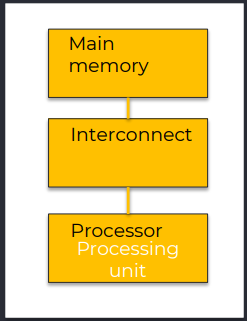 Main
memory
Interconnect
Processor
Processing
unit